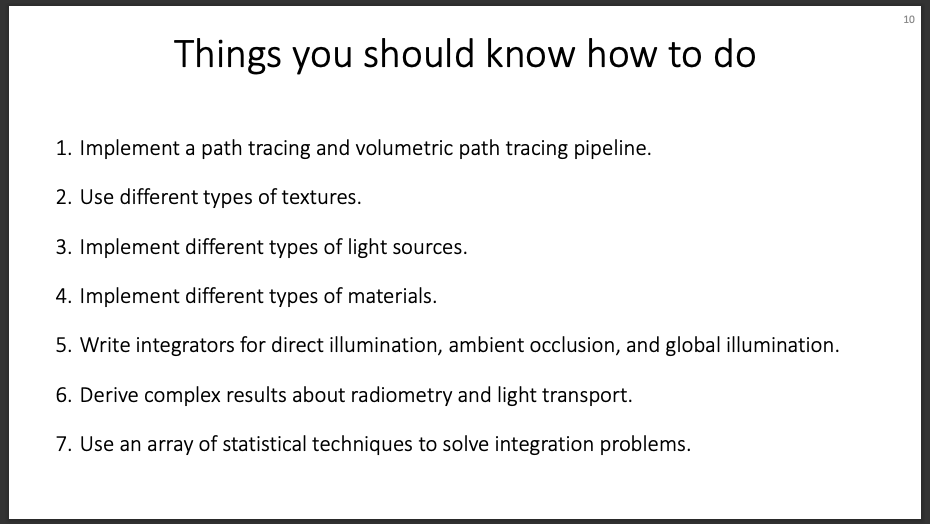 10
Things you should know how to do
1. Implement a path tracing and volumetric path tracing pipeline.
2. Use different types of textures.
3. Implement different types of light sources.
4. Implement different types of materials.
5. Write integrators for direct illumination, ambient occlusion, and global illumination.
6. Derive complex results about radiometry and light transport.
7. Use an array of statistical techniques to solve integration problems.